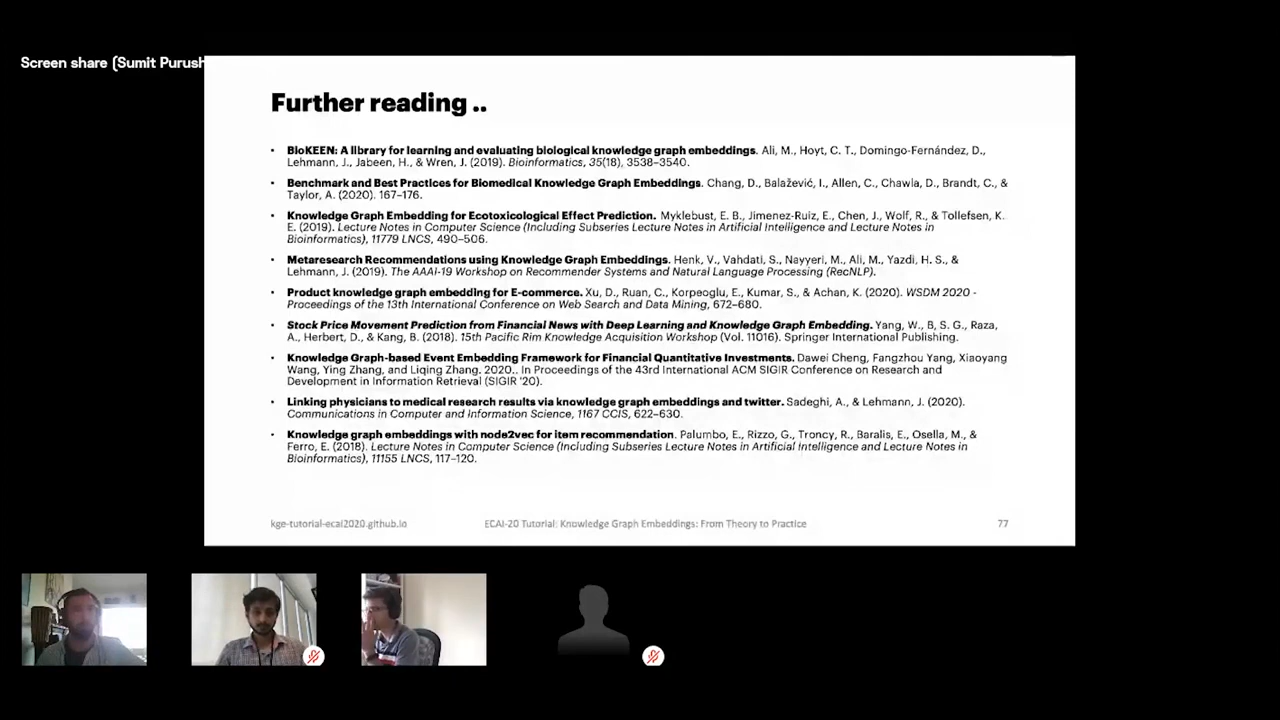 Screen share (Sumit Purush
Further reading ..
• BioKEEN: A library for learning and evaluating biological knowledge graph embeddings. Ali, M., Hoyt, C. T., Domingo-Fernández, D.,
Lehmann, J., Jabeen, H., & Wren, J. (2019). Bioinformatics, 35(18), 3538–3540.
• Benchmark and Best Practices for Biomedical Knowledge Graph Embeddings. Chang, D., Balažević, I., Allen, C., Chawla, D., Brandt, C., &
Taylor, A. (2020). 167–176.
• Knowledge Graph Embedding for Ecotoxicological Effect Prediction. Myklebust, E. B., Jimenez-Ruiz, E., Chen, J., Wolf, R., & Tollefsen, K.
E. (2019). Lecture Notes in Computer Science (Including Subseries Lecture Notes in Artificial Intelligence and Lecture Notes in
Bioinformatics), 11779 LNCS, 490–506.
• Metaresearch Recommendations using Knowledge Graph Embeddings. Henk, V., Vahdati, S., Nayyeri, M., Ali, M., Yazdi, H. S., &
Lehmann, J. (2019). The AAAI-19 Workshop on Recommender Systems and Natural Language Processing (RecNLP).
• Product knowledge graph embedding for E-commerce. Xu, D., Ruan, C., Korpeoglu, E., Kumar, S., & Achan, K. (2020). WSDM 2020 -
Proceedings of the 13th International Conference on Web Search and Data Mining, 672–680.
• Stock Price Movement Prediction from Financial News with Deep Learning and Knowledge Graph Embedding. Yang, W., B, S. G., Raza,
A., Herbert, D., & Kang, B. (2018). 15th Pacific Rim Knowledge Acquisition Workshop (Vol. 11016). Springer International Publishing.
• Knowledge Graph-based Event Embedding Framework for Financial Quantitative Investments. Dawei Cheng, Fangzhou Yang, Xiaoyang
Wang, Ying Zhang, and Liqing Zhang. 2020.. In Proceedings of the 43rd International ACM SIGIR Conference on Research and
Development in Information Retrieval (SIGIR '20).
• Linking physicians to medical research results via knowledge graph embeddings and twitter. Sadeghi, A., & Lehmann, J. (2020).
Communications in Computer and Information Science, 1167 CCIS, 622–630.
• Knowledge graph embeddings with node2vec for item recommendation. Palumbo, E., Rizzo, G., Troncy, R., Baralis, E., Osella, M., &
Ferro, E. (2018). Lecture Notes in Computer Science (Including Subseries Lecture Notes in Artificial Intelligence and Lecture Notes in
Bioinformatics), 11155 LNCS, 117–120.
kge-tutorial-ecai2020.github.io ECAI-20 Tutorial: Knowledge Graph Embeddings: From Theory to Practice 77